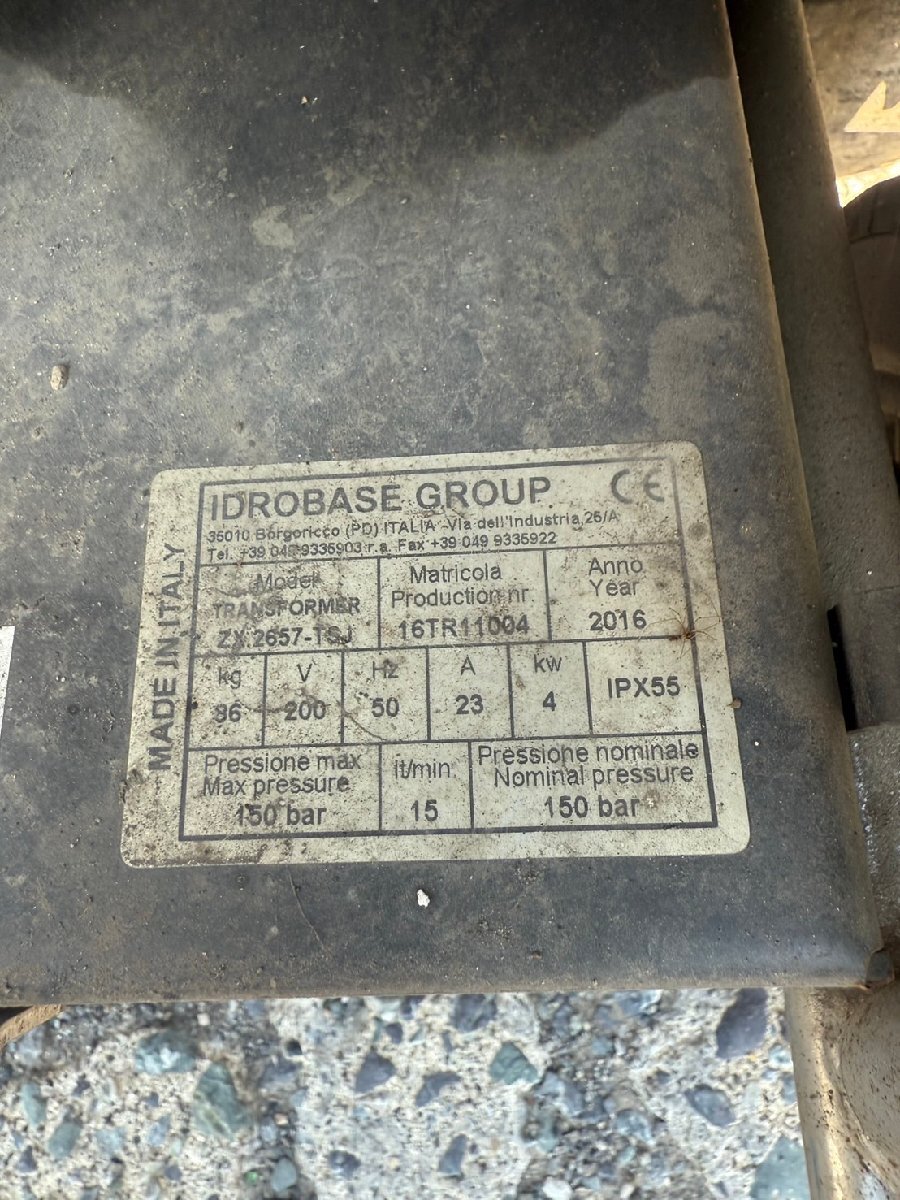 IDROBASE GROUP CE
35010 Borgoricco (PD) ITALIA -Via dell'Industria,25/A
Tel. +39 049 9335903 r.a. Fax +39 049 9335922
MADE IN ITALY
Model
TRANSFORMER
Matricola
Production nr.
16TR11004
Anno
Year
2016
kg
V
200
Hz
50
A
23
kw
4
IPX55
Pressione max
Max pressure
150 bar
lt/min
15
Pressione nominale
Nominal pressure
150 bar